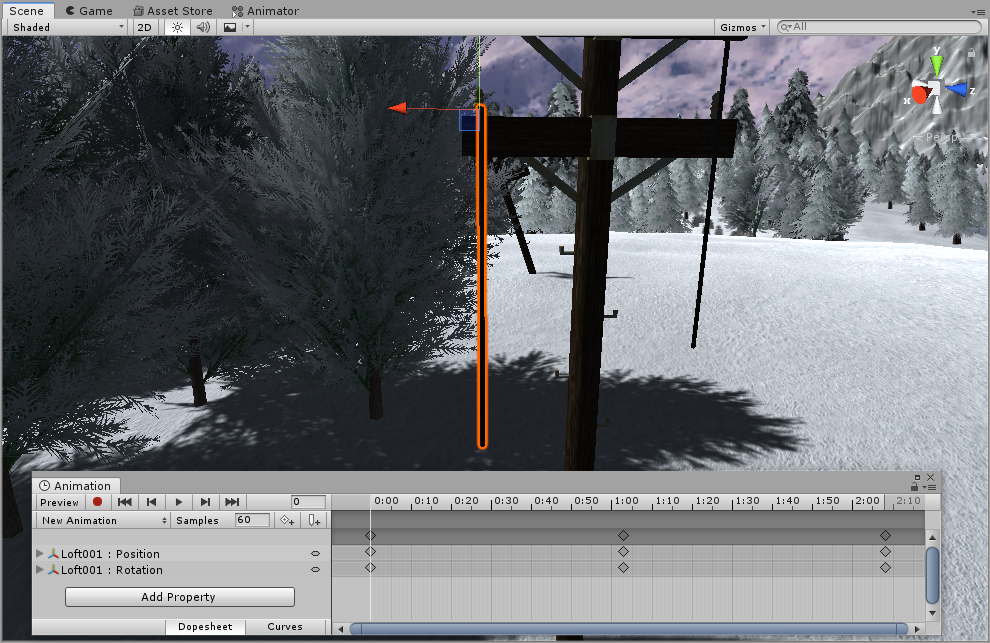 Scene Game Asset Store Animator
Shaded 2D Gizmos All
y
x z
Persp
Animation
Preview 0 0:00 0:10 0:20 0:30 0:40 0:50 1:00 1:10 1:20 1:30 1:40 1:50 2:00 2:10
New Animation Samples 60
Loft001 : Position
Loft001 : Rotation
Add Property
Dopesheet Curves